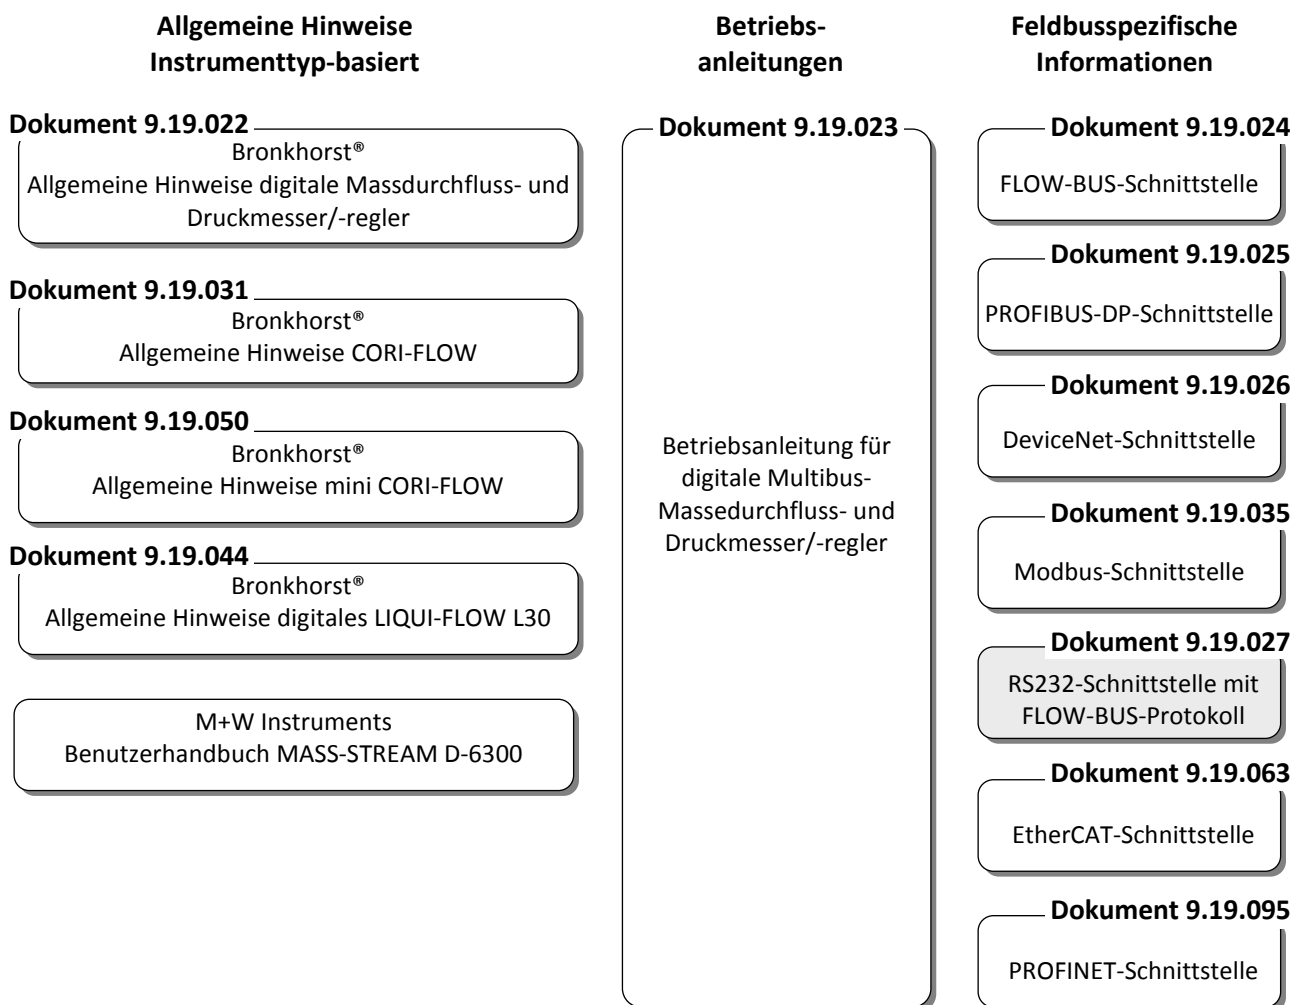 Allgemeine Hinweise
Instrumenttyp-basiert
Dokument 9.19.022
Bronkhorst®
Allgemeine Hinweise digitale Massdurchfluss- und
Druckmesser/-regler
Dokument 9.19.031
Bronkhorst®
Allgemeine Hinweise CORI-FLOW
Dokument 9.19.050
Bronkhorst®
Allgemeine Hinweise mini CORI-FLOW
Dokument 9.19.044
Bronkhorst®
Allgemeine Hinweise digitales LIQUI-FLOW L30
M+W Instruments
Benutzerhandbuch MASS-STREAM D-6300
Betriebs-
anleitungen
Dokument 9.19.023
Betriebsanleitung für
digitale Multibus-
Massedurchfluss- und
Druckmesser/-regler
Feldbusspezifische
Informationen
Dokument 9.19.024
FLOW-BUS-Schnittstelle
Dokument 9.19.025
PROFIBUS-DP-Schnittstelle
Dokument 9.19.026
DeviceNet-Schnittstelle
Dokument 9.19.035
Modbus-Schnittstelle
Dokument 9.19.027
RS232-Schnittstelle mit
FLOW-BUS-Protokoll
Dokument 9.19.063
EtherCAT-Schnittstelle
Dokument 9.19.095
PROFINET-Schnittstelle